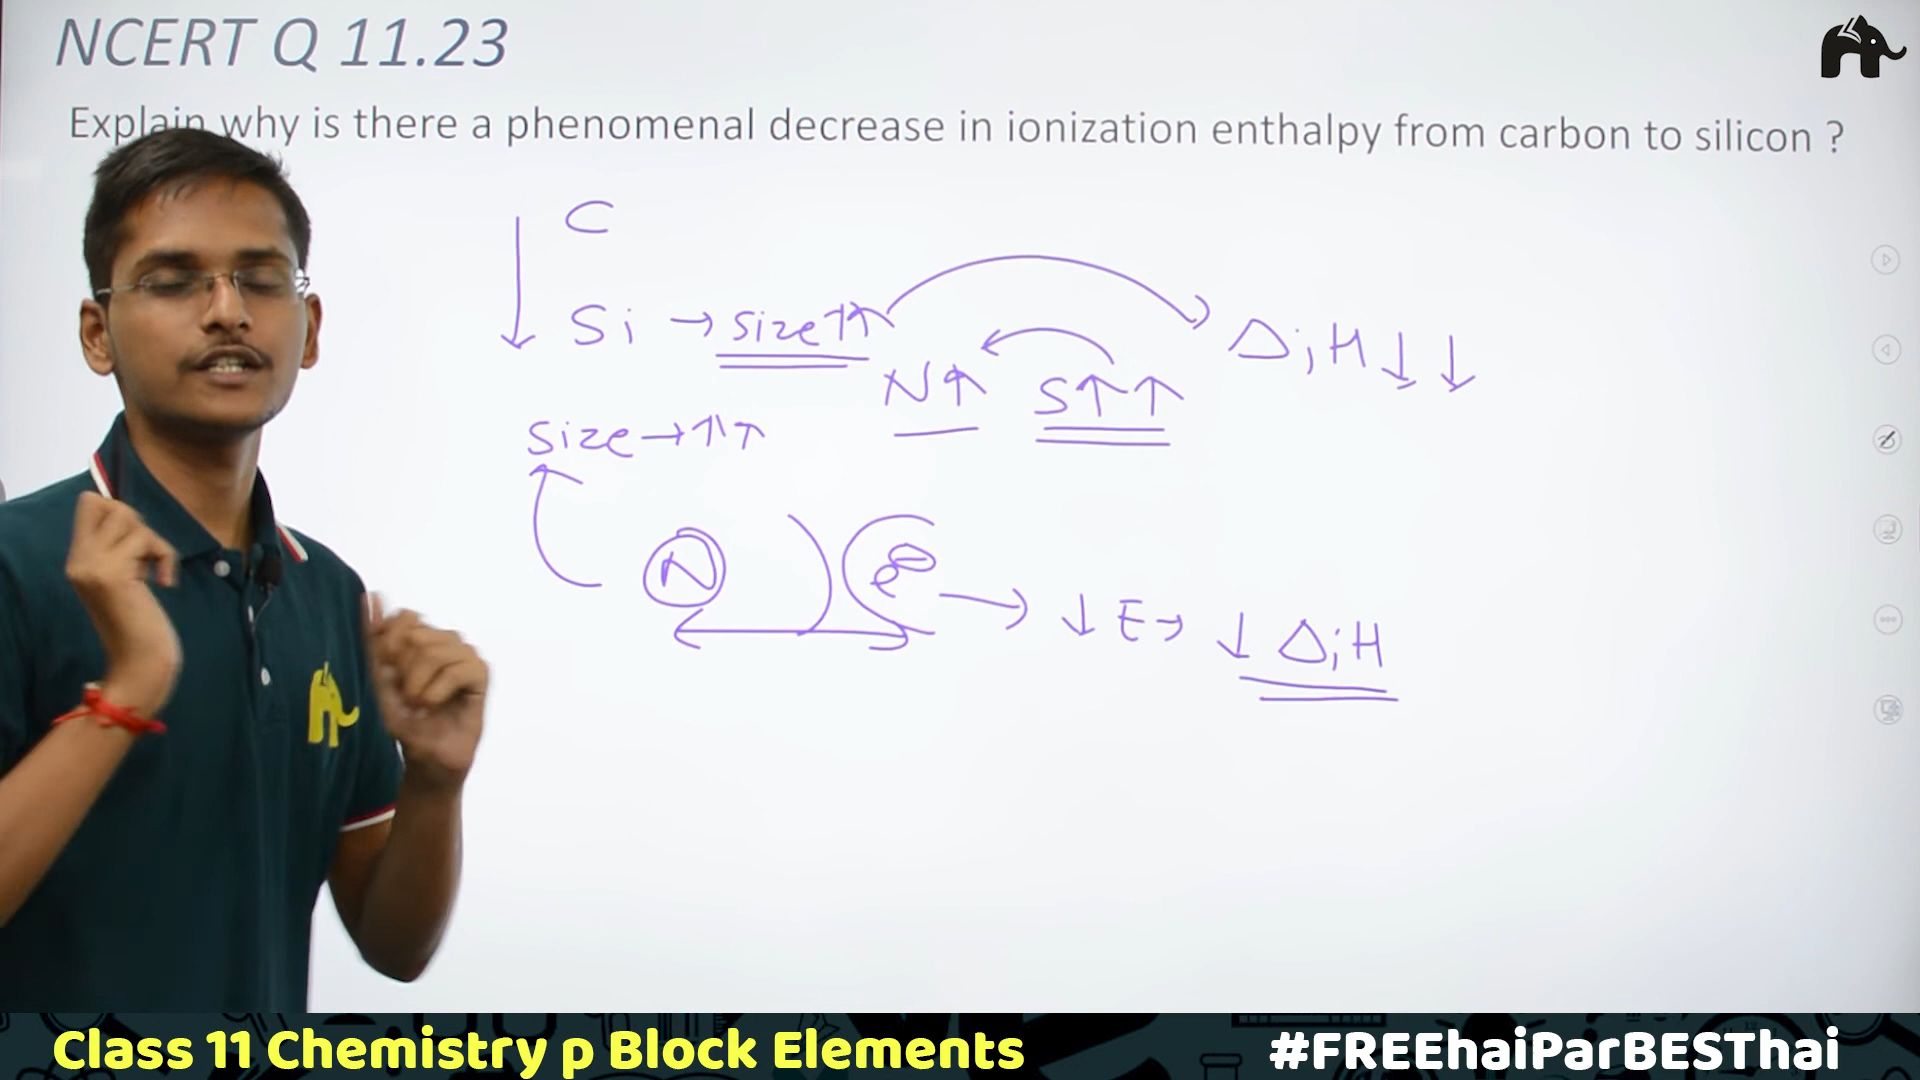 NCERT Q 11.23
Explain why is there a phenomenal decrease in ionization enthalpy from carbon to silicon ?
C
Si → size↑↑
ΔiH↓↓
N↑ S↑↑
size→↑↑
N e
→ ↓E→ ↓ΔiH
Class 11 Chemistry p Block Elements
#FREEhaiParBESThai